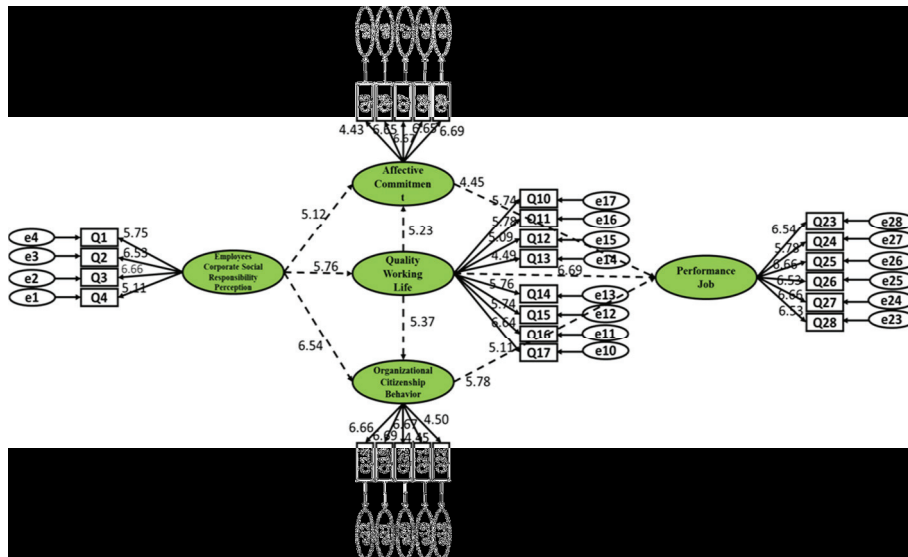 4.43
6.65
6.67
6.65
6.69
Affective
Commitmen
t
4.45
5.12
5.23
5.74
Q10
e17
5.78
Q11
e16
5.09
Q12
e15
4.49
Q13
e14
e4
Q1
5.75
e3
Q2
6.53
e2
Q3
6.66
e1
Q4
5.11
Employees
Corporate Social
Responsibility
Perception
5.76
Quality
Working
Life
6.69
Performance
Job
6.54
Q23
e28
5.78
Q24
e27
6.66
Q25
e26
6.53
Q26
e25
6.66
Q27
e24
6.53
Q28
e23
5.76
Q14
e13
5.74
Q15
e12
6.64
Q16
e11
Q17
e10
5.11
5.37
6.54
5.78
Organizational
Citizenship
Behavior
6.66
6.69
6.67
4.45
4.50